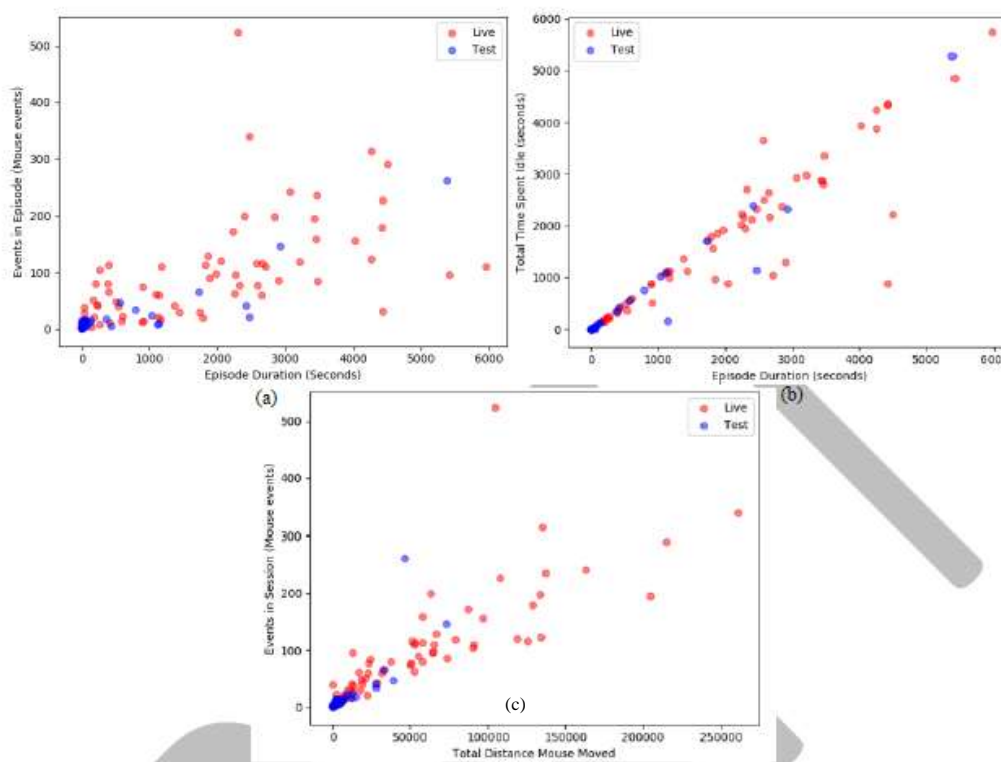 500
400
300
200
100
0
Events in Episode (Mouse events)
0 1000 2000 3000 4000 5000 6000
Episode Duration (Seconds)
Live
Test
(a)
6000
5000
4000
3000
2000
1000
0
Total Time Spent Idle (seconds)
0 1000 2000 3000 4000 5000 600
Episode Duration (seconds)
Live
Test
(b)
500
400
300
200
100
0
Events in Session (Mouse events)
0 50000 100000 150000 200000 250000
Total Distance Mouse Moved
Live
Test
(c)